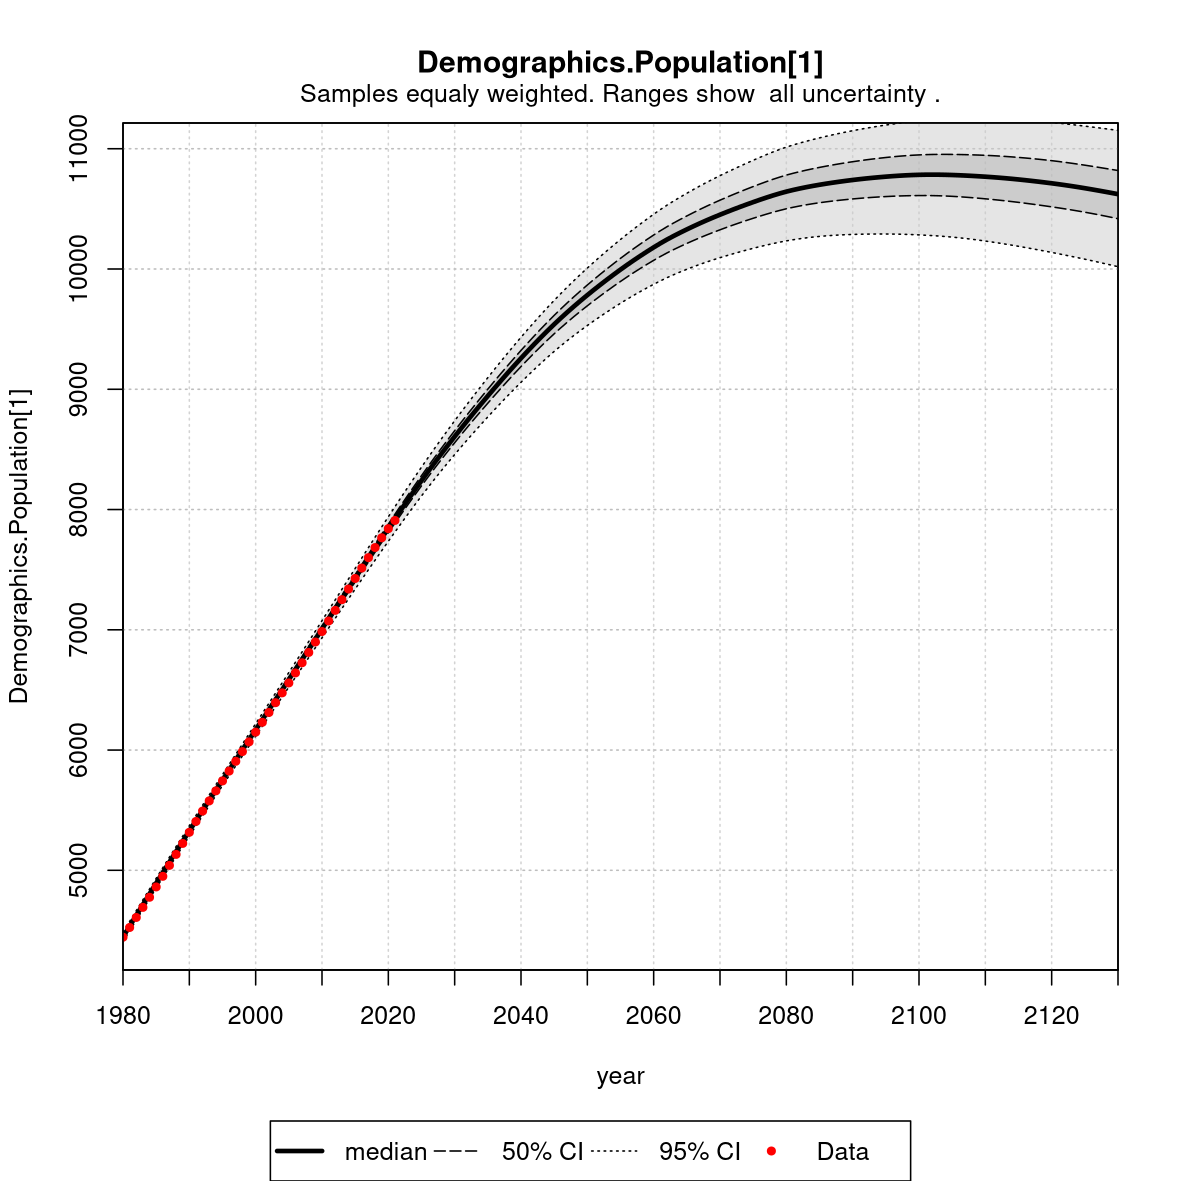 Demographics.Population[1]
Samples equaly weighted. Ranges show  all uncertainty .
Demographics.Population[1]
11000
10000
9000
8000
7000
6000
5000
1980 2000 2020 2040 2060 2080 2100 2120
year
median 50% CI 95% CI Data